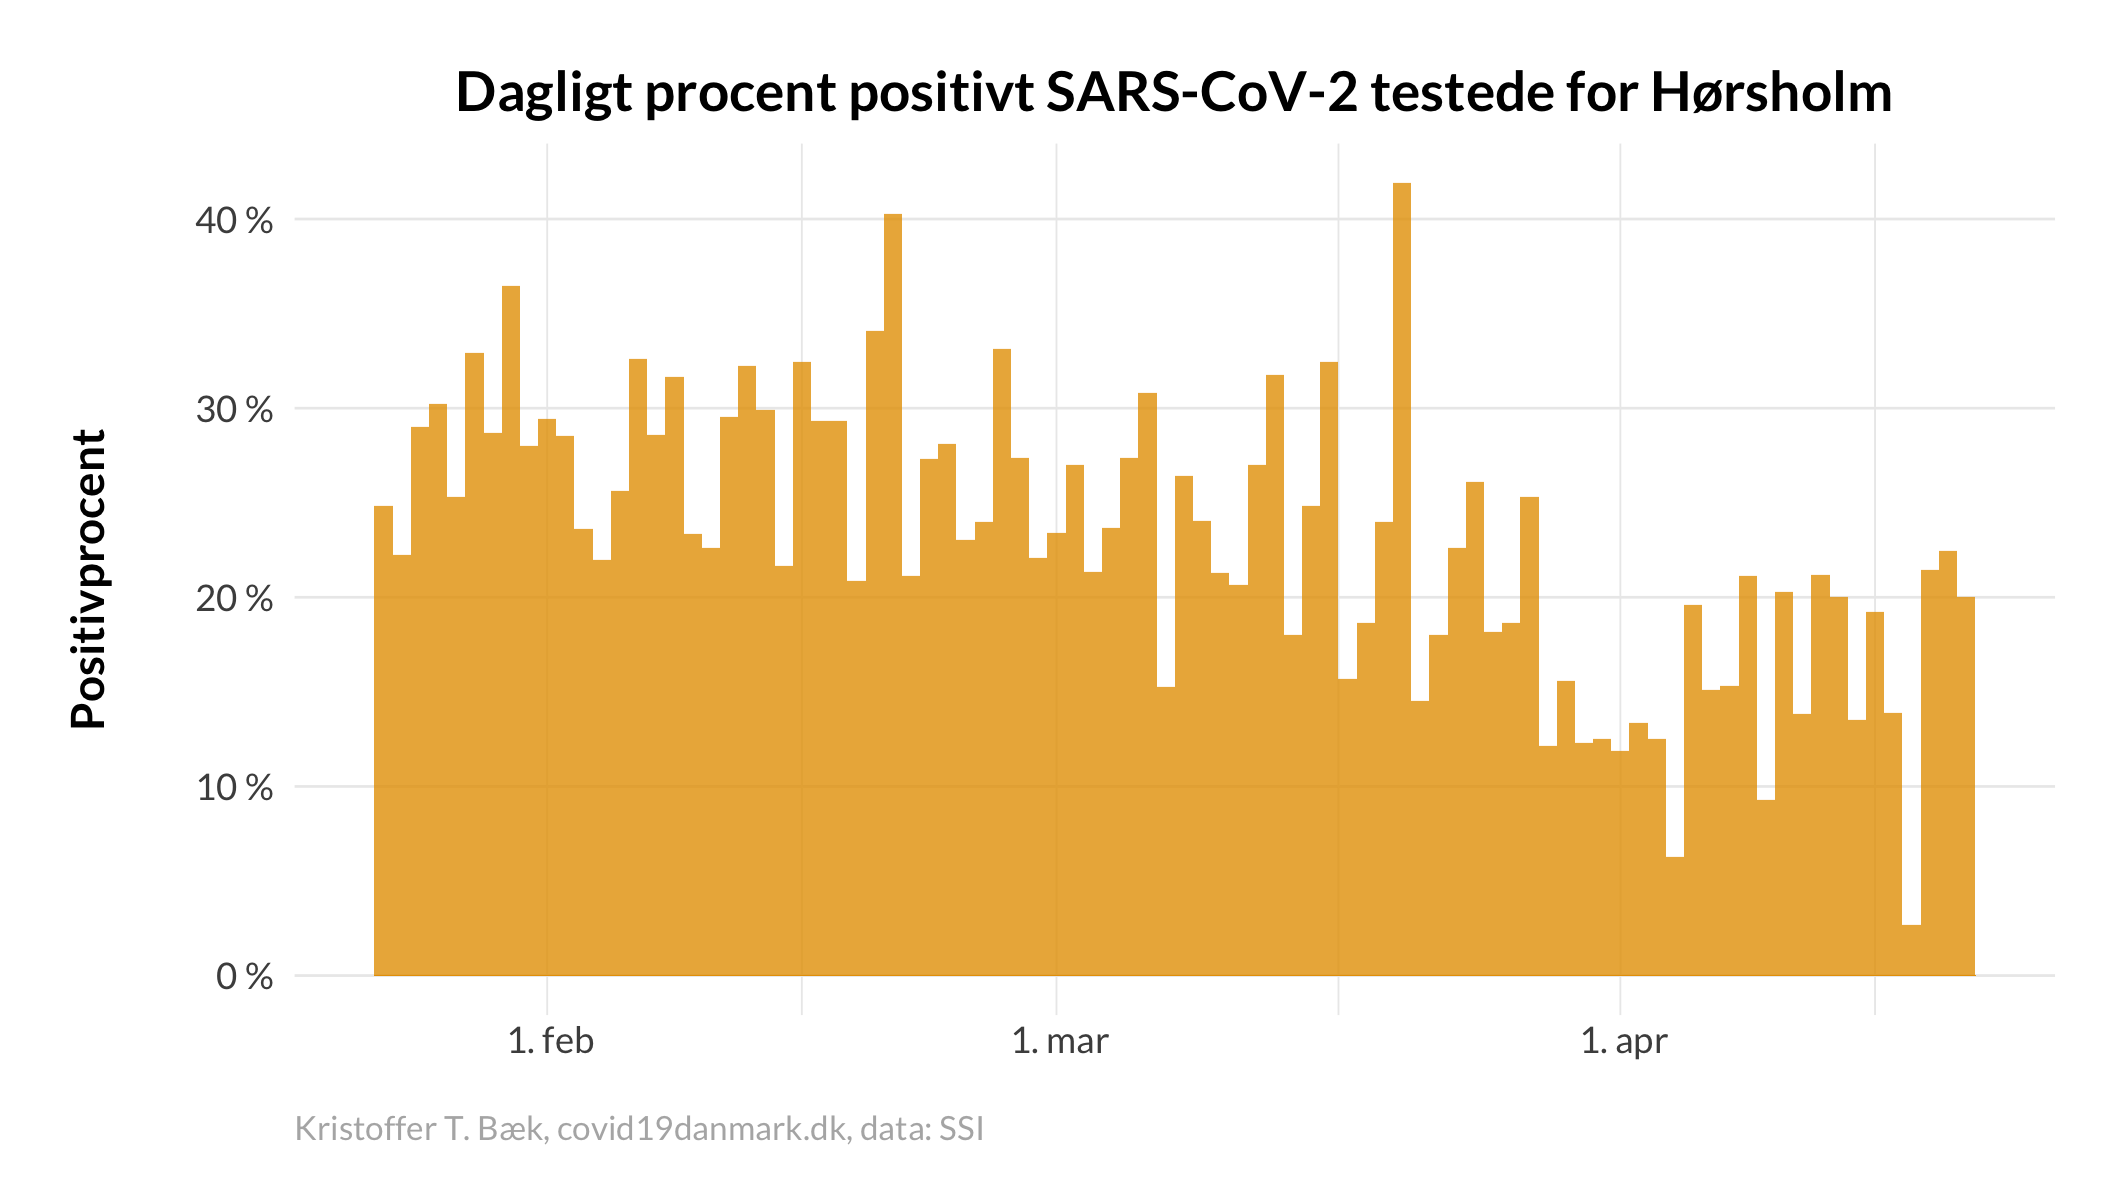 Dagligt procent positivt SARS-CoV-2 testede for Hørsholm
Positivprocent
40 %
30 %
20 %
10 %
0 %
1. feb
1. mar
1. apr
Kristoffer T. Bæk, covid19danmark.dk, data: SSI